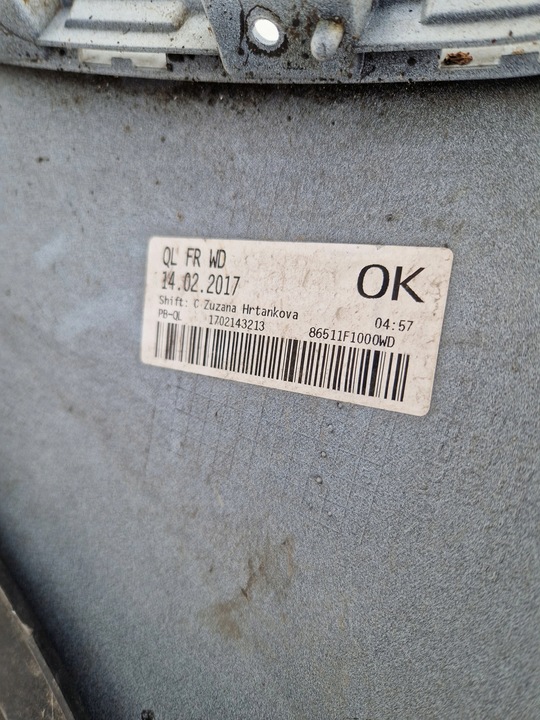 QL FR WD
OK
14.02.2017
Shift: C Zuzana Hrtankova
04:57
PB-QL 1702143213 86511F1000WD